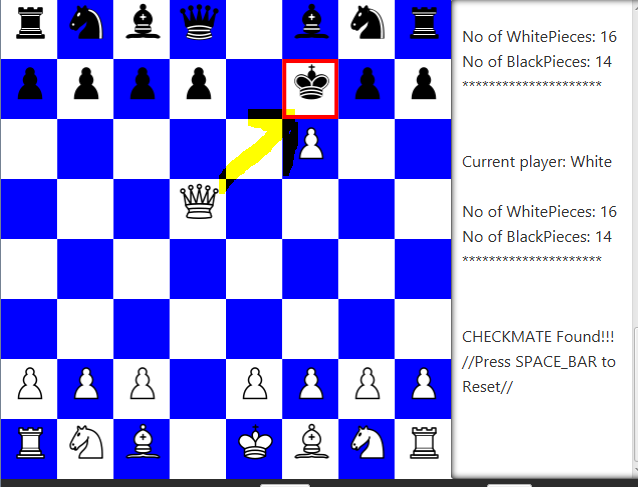 No of WhitePieces: 16
No of BlackPieces: 14
*********************
Current player: White
No of WhitePieces: 16
No of BlackPieces: 14
*********************
CHECKMATE Found!!!
//Press SPACE_BAR to
Reset//